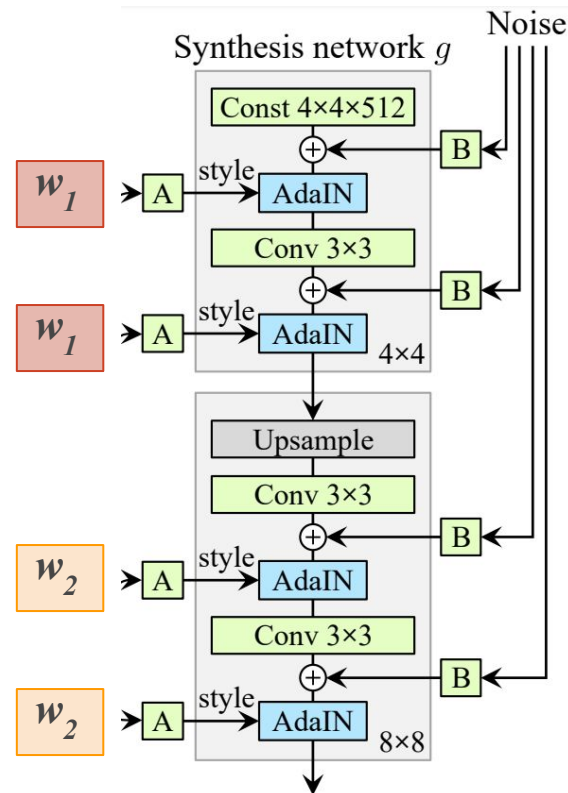 Noise
Synthesis network g
Const 4×4×512
+
B
w1
A
style
AdaIN
Conv 3×3
+
B
w1
A
style
AdaIN
4×4
Upsample
Conv 3×3
+
B
w2
A
style
AdaIN
Conv 3×3
+
B
w2
A
style
AdaIN
8×8